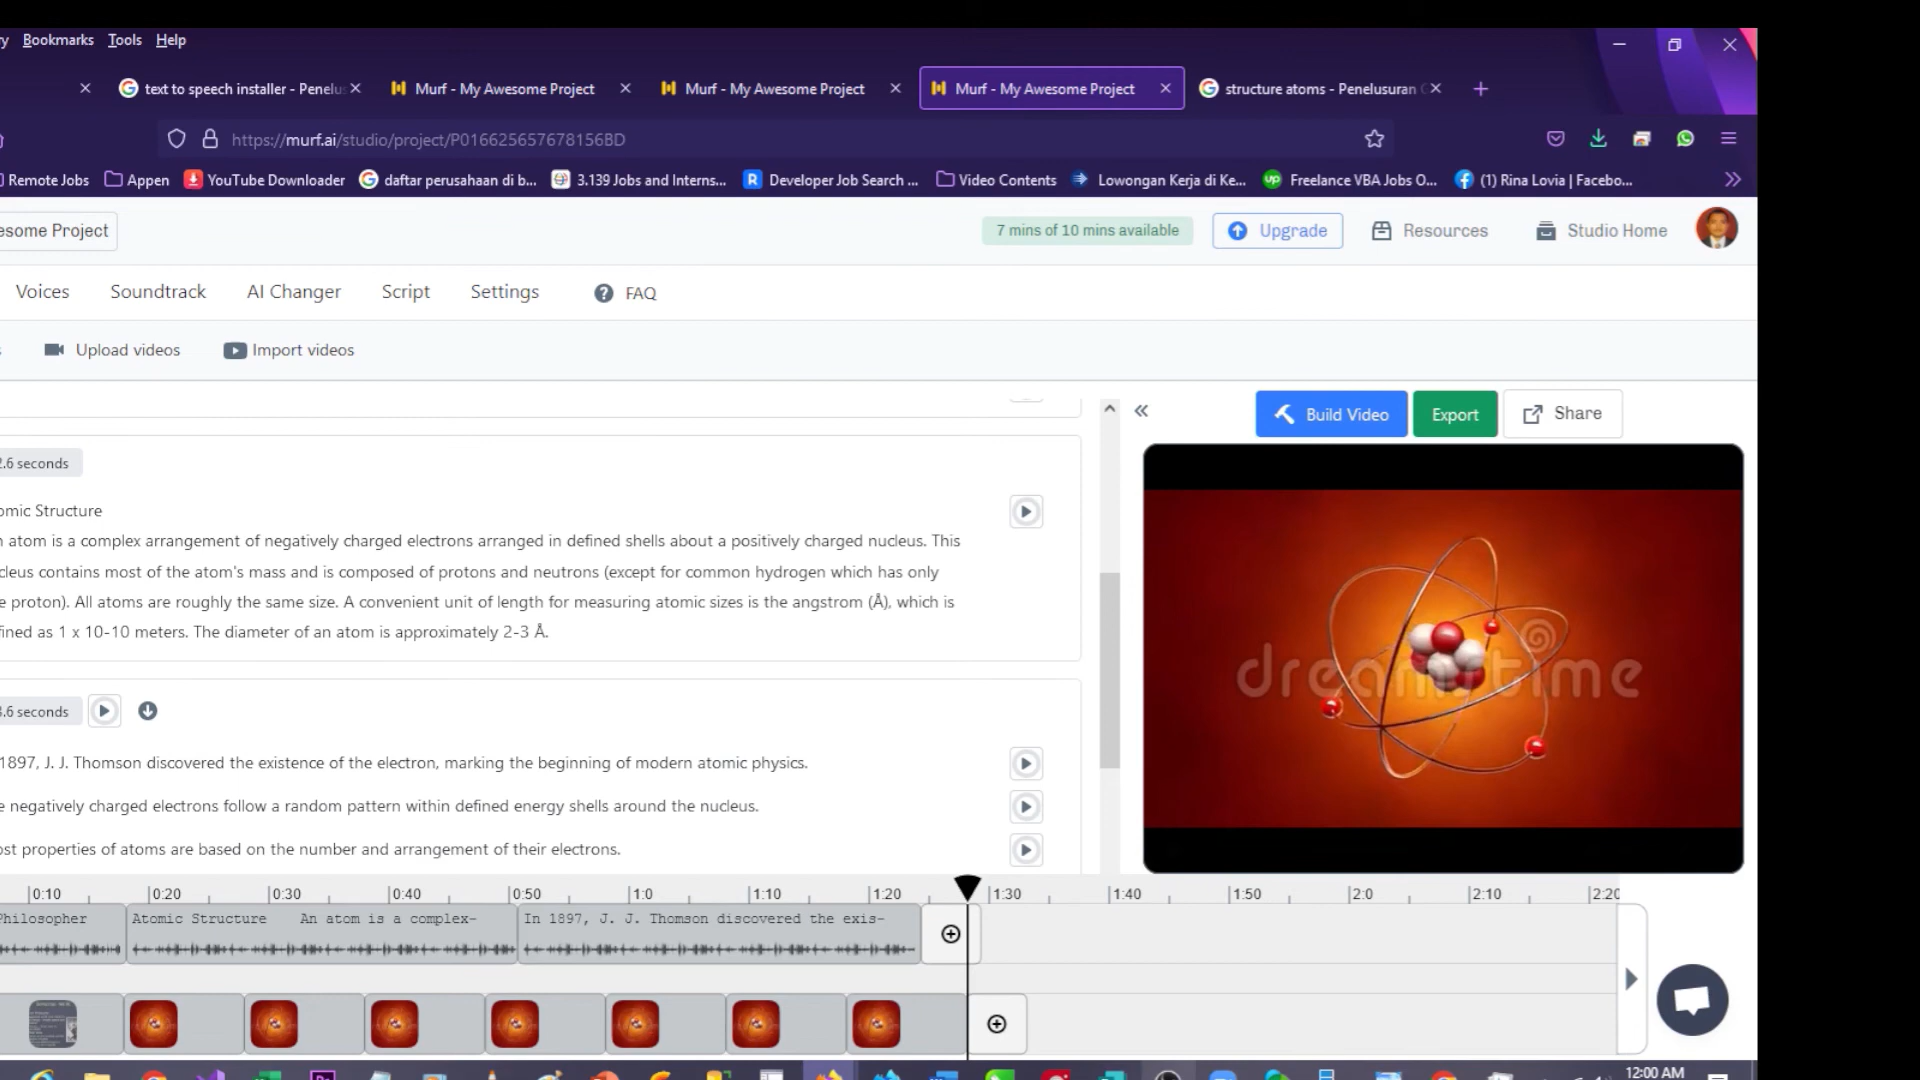 Bookmarks Tools Help
text to speech installer - Penelus
Murf - My Awesome Project
Murf - My Awesome Project
Murf - My Awesome Project
structure atoms - Penelusuran
https://murf.ai/studio/project/P016625657678156BD
Remote Jobs
Appen
YouTube Downloader
daftar perusahaan di b...
3.139 Jobs and Interns...
Developer Job Search ...
Video Contents
Lowongan Kerja di Ke...
Freelance VBA Jobs O...
(1) Rina Lovia | Facebo...
esome Project
7 mins of 10 mins available
Upgrade
Resources
Studio Home
Voices
Soundtrack
AI Changer
Script
Settings
FAQ
Upload videos
Import videos
Build Video
Export
Share
2.6 seconds
omic Structure
n atom is a complex arrangement of negatively charged electrons arranged in defined shells about a positively charged nucleus. This
cleus contains most of the atom's mass and is composed of protons and neutrons (except for common hydrogen which has only
e proton). All atoms are roughly the same size. A convenient unit of length for measuring atomic sizes is the angstrom (Å), which is
fined as 1 x 10-10 meters. The diameter of an atom is approximately 2-3 Å.
dreamstime
.6 seconds
1897, J. J. Thomson discovered the existence of the electron, marking the beginning of modern atomic physics.
e negatively charged electrons follow a random pattern within defined energy shells around the nucleus.
ost properties of atoms are based on the number and arrangement of their electrons.
0:10 0:20 0:30 0:40 0:50 1:0 1:10 1:20 1:30 1:40 1:50 2:0 2:10 2:20
Philosopher
Atomic Structure An atom is a complex-
In 1897, J. J. Thomson discovered the exis-
12:00 AM